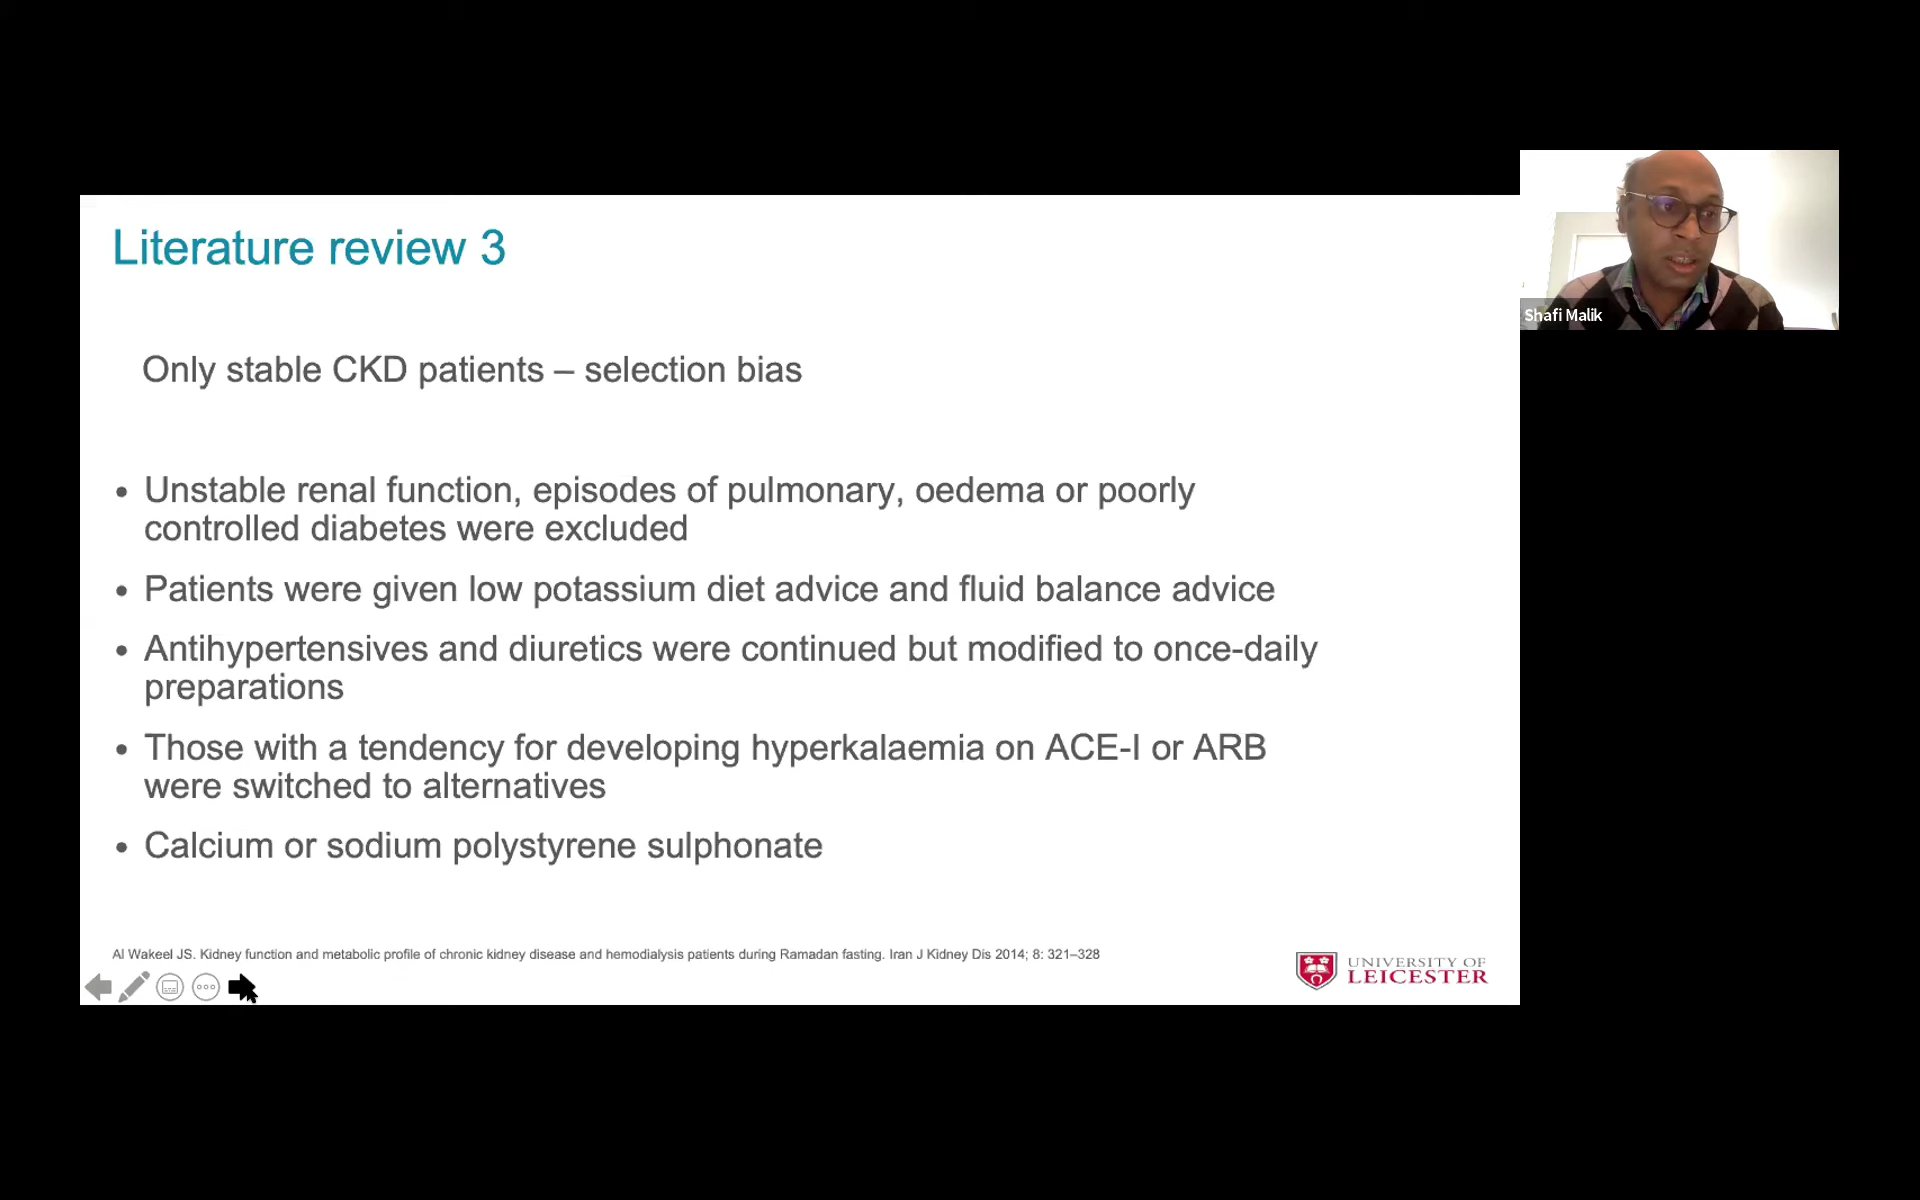 Literature review 3
Only stable CKD patients – selection bias
• Unstable renal function, episodes of pulmonary, oedema or poorly
controlled diabetes were excluded
• Patients were given low potassium diet advice and fluid balance advice
• Antihypertensives and diuretics were continued but modified to once-daily
preparations
• Those with a tendency for developing hyperkalaemia on ACE-I or ARB
were switched to alternatives
• Calcium or sodium polystyrene sulphonate
Al Wakeel JS. Kidney function and metabolic profile of chronic kidney disease and hemodialysis patients during Ramadan fasting. Iran J Kidney Dis 2014; 8: 321–328
UNIVERSITY OF
LEICESTER
Shafi Malik